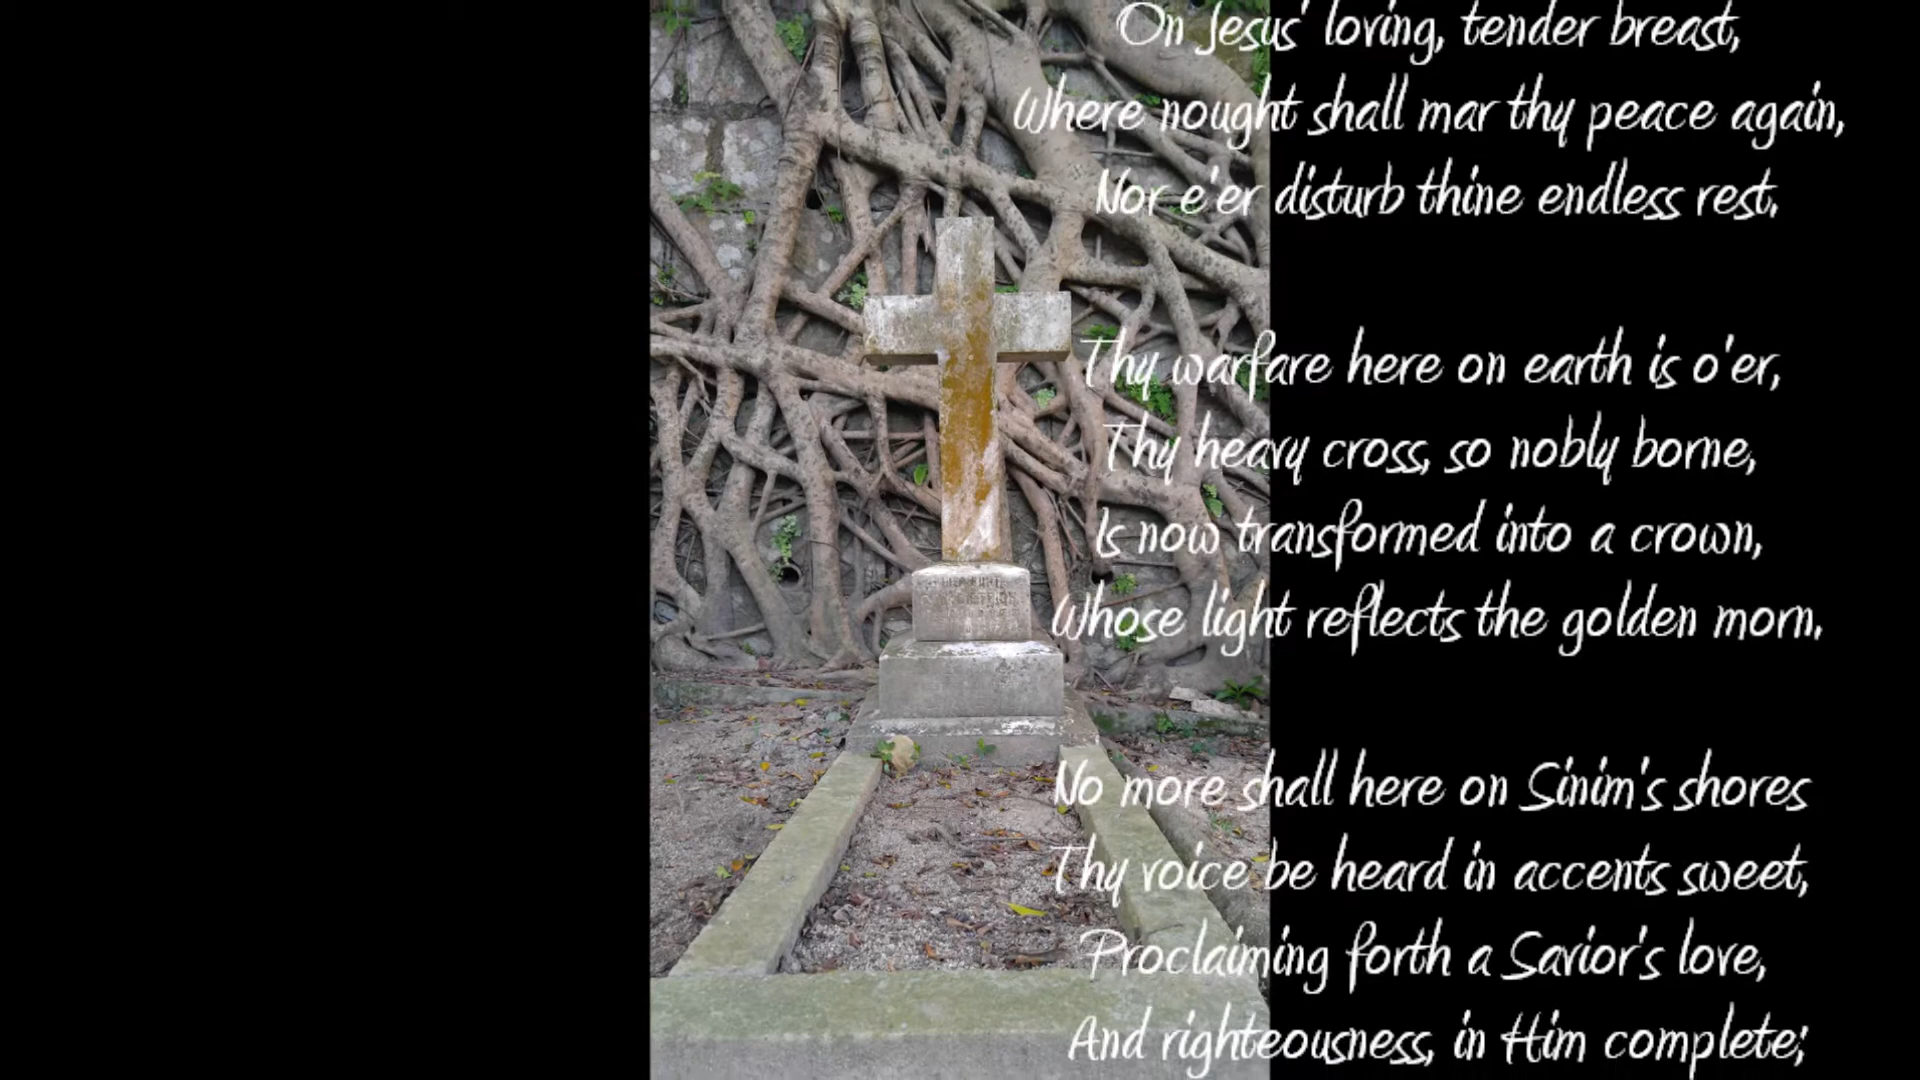 On Jesus' loving, tender breast,
Where nought shall mar thy peace again,
Nor e'er disturb thine endless rest.
Thy warfare here on earth is o'er,
Thy heavy cross, so nobly borne,
Is now transformed into a crown,
Whose light reflects the golden morn.
No more shall here on Sinim's shores
Thy voice be heard in accents sweet,
Proclaiming forth a Savior's love,
And righteousness, in Him complete;